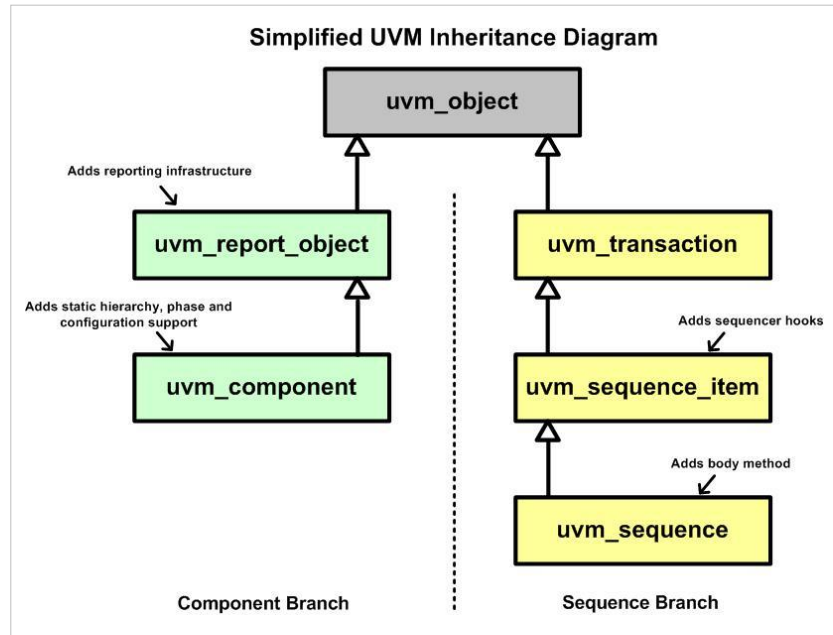 Simplified UVM Inheritance Diagram
uvm_object
Adds reporting infrastructure
uvm_report_object
Adds static hierarchy, phase and
configuration support
uvm_component
Component Branch
uvm_transaction
Adds sequencer hooks
uvm_sequence_item
Adds body method
uvm_sequence
Sequence Branch